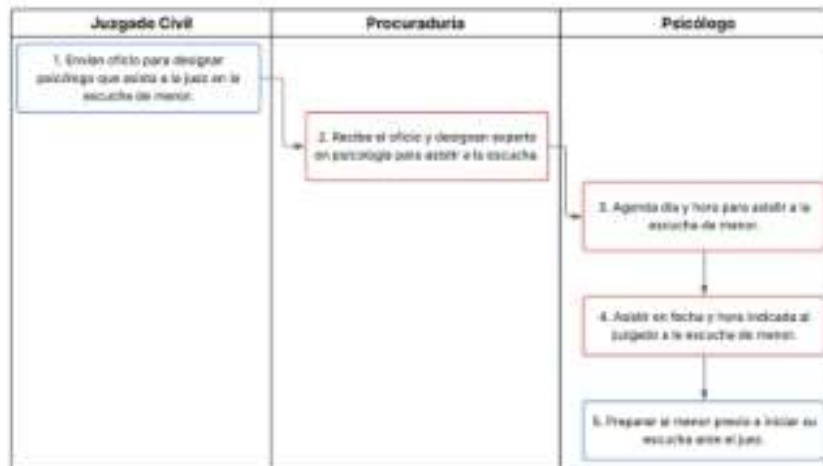 Juzgado Civil
Procuraduría
Psicólogo
1. Envían oficio para designar
psicólogo que asista a la juez en la
escucha de menor.
2. Recibe el oficio y designan experto
en psicología para asistir a la escucha.
3. Agenda día y hora para asistir a la
escucha de menor.
4. Asistir en fecha y hora indicada al
juzgado a la escucha de menor.
5. Preparar al menor previo a iniciar su
escucha ante el juez.